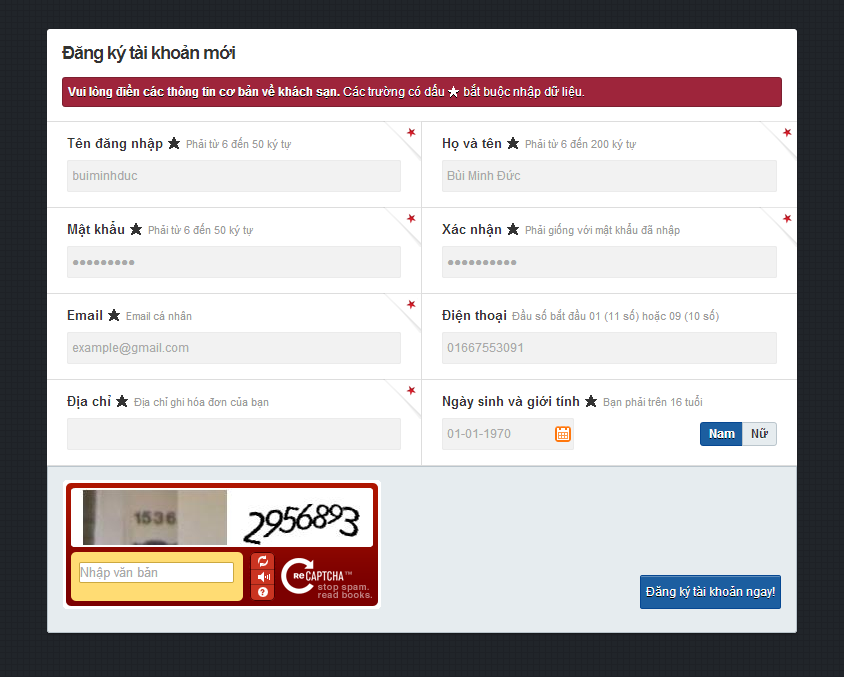 Đăng ký tài khoản mới
Vui lòng điền các thông tin cơ bản về khách sạn. Các trường có dấu ★ bắt buộc nhập dữ liệu.
Tên đăng nhập ★ Phải từ 6 đến 50 ký tự
buiminhduc
Họ và tên ★ Phải từ 6 đến 200 ký tự
Bùi Minh Đức
Mật khẩu ★ Phải từ 6 đến 50 ký tự
●●●●●●●●●
Xác nhận ★ Phải giống với mật khẩu đã nhập
●●●●●●●●●●
Email ★ Email cá nhân
example@gmail.com
Điện thoại Đầu số bắt đầu 01 (11 số) hoặc 09 (10 số)
01667553091
Địa chỉ ★ Địa chỉ ghi hóa đơn của bạn
Ngày sinh và giới tính ★ Bạn phải trên 16 tuổi
01-01-1970
Nam Nữ
1536 2956893
Nhập văn bản
reCAPTCHA™
stop spam.
read books.
Đăng ký tài khoản ngay!